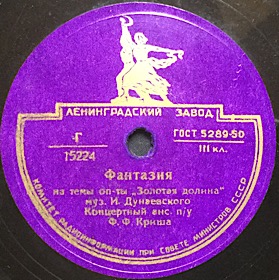 ЛЕНИНГРАДСКИЙ ЗАВОД
Г
15224
ГОСТ 5289-50
III кл.
Фантазия
на темы оп-ты „Золотая долина"
муз. И. Дунаевского
Концертный анс. п/у
Ф. Ф. Криша
КОМИТЕТ РАДИОИНФОРМАЦИИ ПРИ СОВЕТЕ МИНИСТРОВ СССР